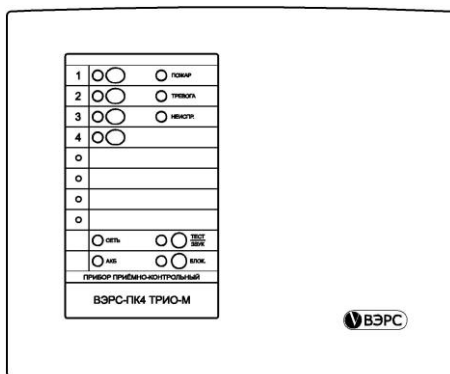 1 ПОЖАР
2 ТРЕВОГА
3 НЕИСПР.
4
СЕТЬ ТЕСТ
ЗВУК
АКБ БЛОК.
ПРИБОР ПРИЁМНО-КОНТРОЛЬНЫЙ
ВЭРС-ПК4 ТРИО-М
ВЭРС